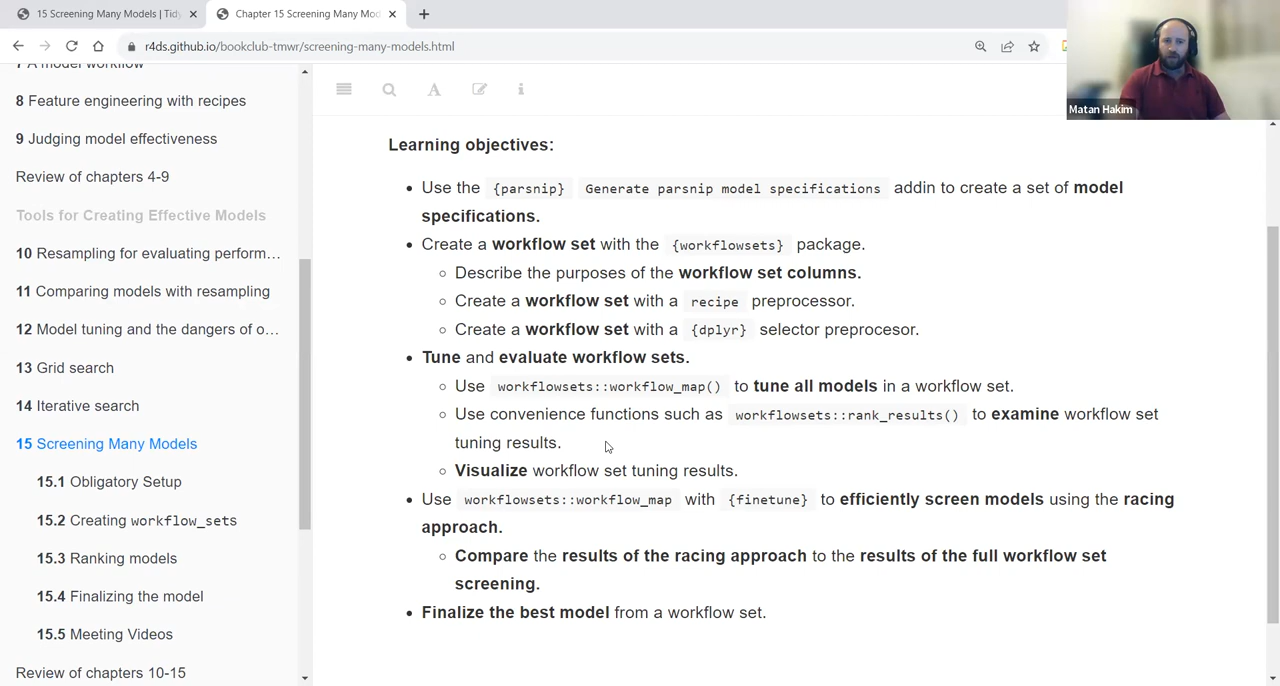 15 Screening Many Models | Tid
Chapter 15 Screening Many Mod
r4ds.github.io/bookclub-tmwr/screening-many-models.html
Matan Hakim
7 A model workflow
8 Feature engineering with recipes
9 Judging model effectiveness
Review of chapters 4-9
Tools for Creating Effective Models
10 Resampling for evaluating perform…
11 Comparing models with resampling
12 Model tuning and the dangers of o…
13 Grid search
14 Iterative search
15 Screening Many Models
15.1 Obligatory Setup
15.2 Creating workflow_sets
15.3 Ranking models
15.4 Finalizing the model
15.5 Meeting Videos
Review of chapters 10-15
Learning objectives:
• Use the {parsnip} Generate parsnip model specifications addin to create a set of model
specifications.
• Create a workflow set with the {workflowsets} package.
○ Describe the purposes of the workflow set columns.
○ Create a workflow set with a recipe preprocessor.
○ Create a workflow set with a {dplyr} selector preprocesor.
• Tune and evaluate workflow sets.
○ Use workflowsets::workflow_map() to tune all models in a workflow set.
○ Use convenience functions such as workflowsets::rank_results() to examine workflow set
tuning results.
○ Visualize workflow set tuning results.
• Use workflowsets::workflow_map with {finetune} to efficiently screen models using the racing
approach.
○ Compare the results of the racing approach to the results of the full workflow set
screening.
• Finalize the best model from a workflow set.